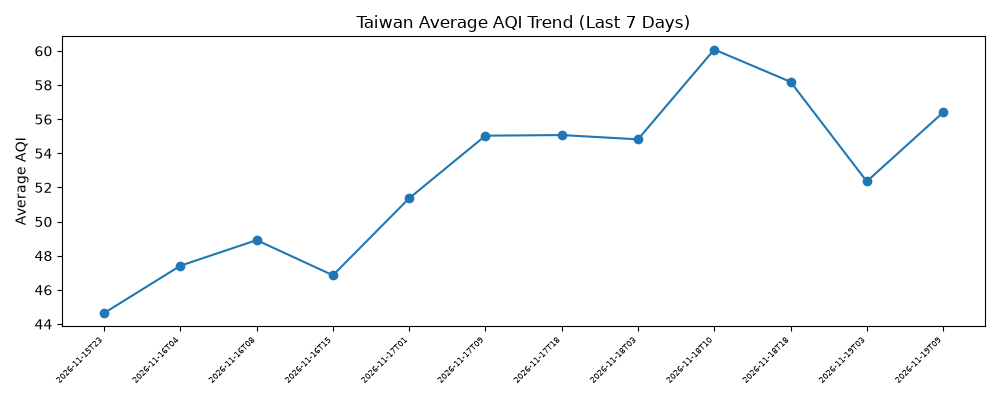 Taiwan Average AQI Trend (Last 7 Days)
Average AQI
60
58
56
54
52
50
48
46
44
2026-11-15T23
2026-11-16T04
2026-11-16T08
2026-11-16T15
2026-11-17T01
2026-11-17T09
2026-11-17T18
2026-11-18T03
2026-11-18T10
2026-11-18T18
2026-11-19T03
2026-11-19T09